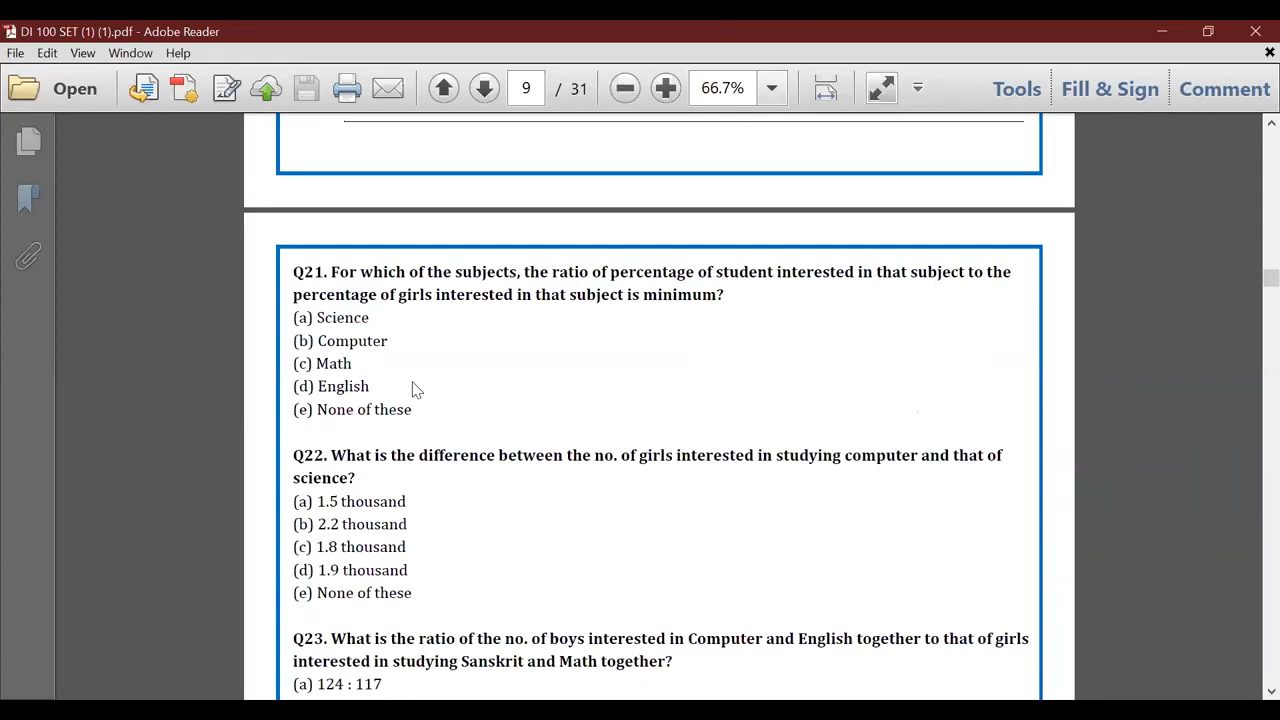 DI 100 SET (1) (1).pdf - Adobe Reader
File Edit View Window Help
Open 9 / 31 66.7% Tools Fill & Sign Comment
Q21. For which of the subjects, the ratio of percentage of student interested in that subject to the
percentage of girls interested in that subject is minimum?
(a) Science
(b) Computer
(c) Math
(d) English
(e) None of these
Q22. What is the difference between the no. of girls interested in studying computer and that of
science?
(a) 1.5 thousand
(b) 2.2 thousand
(c) 1.8 thousand
(d) 1.9 thousand
(e) None of these
Q23. What is the ratio of the no. of boys interested in Computer and English together to that of girls
interested in studying Sanskrit and Math together?
(a) 124 : 117